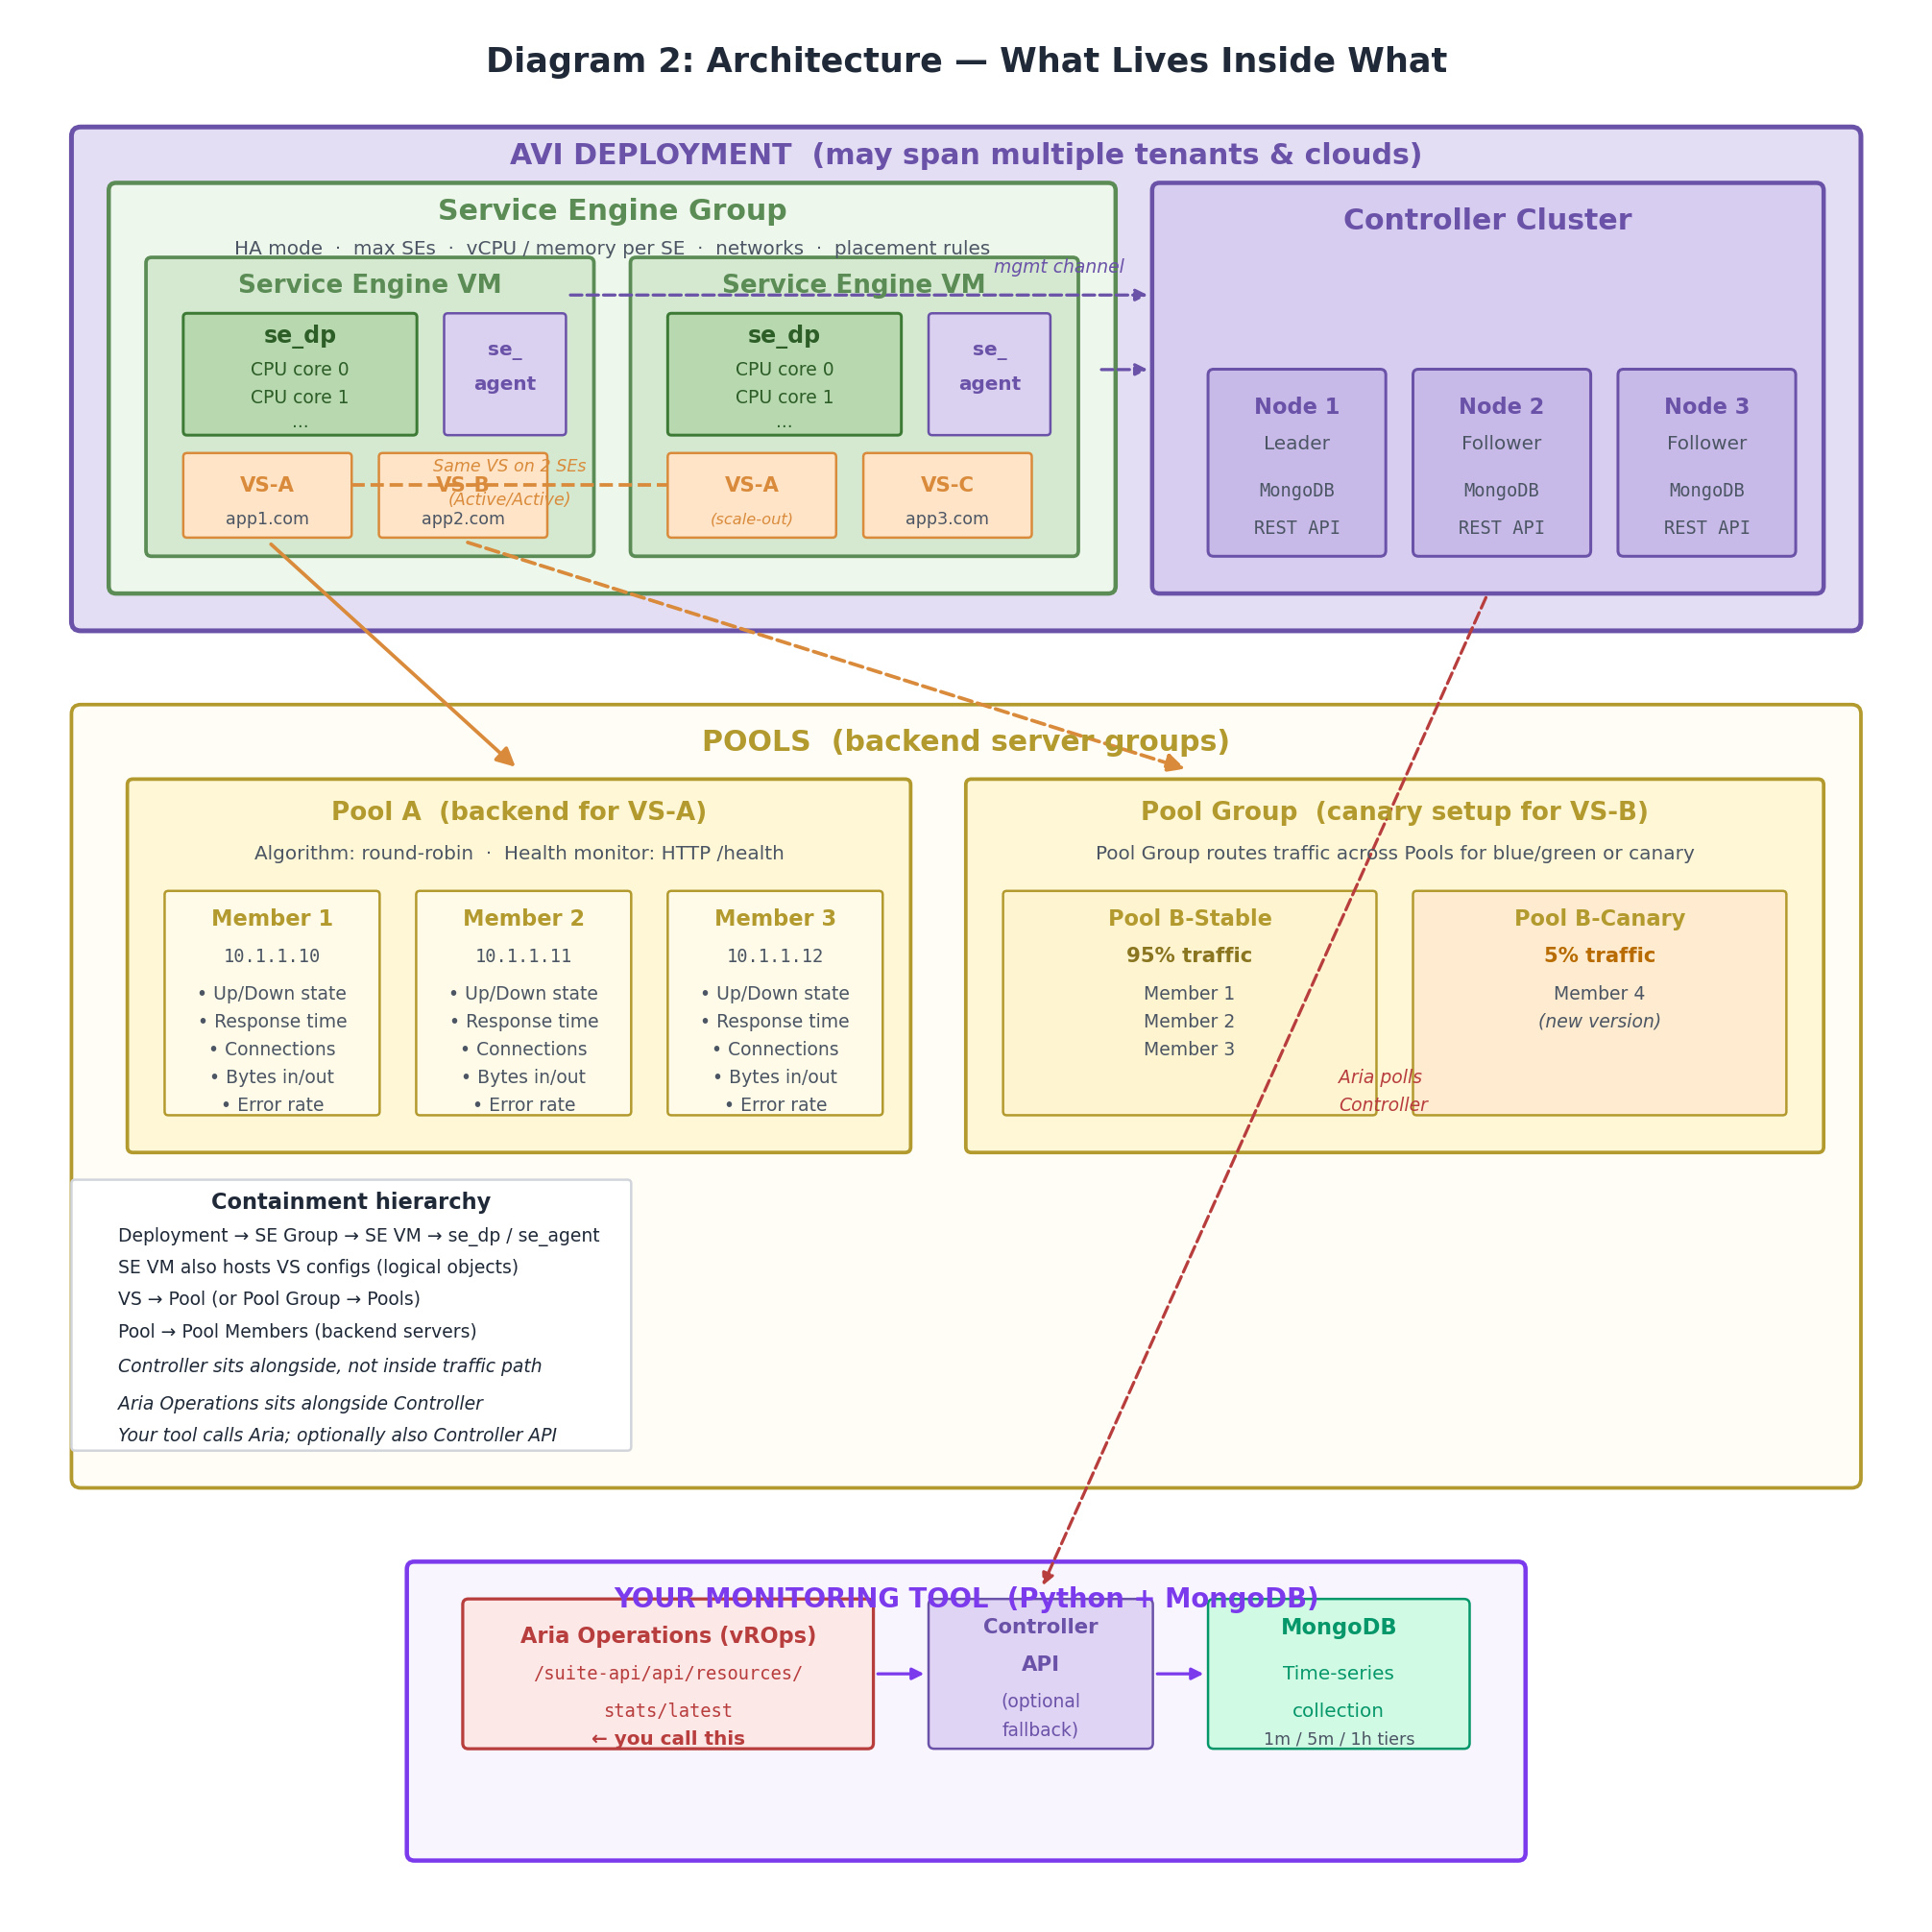 Diagram 2: Architecture — What Lives Inside What
AVI DEPLOYMENT  (may span multiple tenants & clouds)
Service Engine Group
HA mode  ·  max SEs  ·  vCPU / memory per SE  ·  networks  ·  placement rules
Service Engine VM
se_dp
CPU core 0
CPU core 1
...
se_
agent
VS-A
app1.com
VS-B
app2.com
Same VS on 2 SEs
(Active/Active)
Service Engine VM
se_dp
CPU core 0
CPU core 1
...
se_
agent
VS-A
(scale-out)
VS-C
app3.com
mgmt channel
Controller Cluster
Node 1
Leader
MongoDB
REST API
Node 2
Follower
MongoDB
REST API
Node 3
Follower
MongoDB
REST API
POOLS  (backend server groups)
Pool A  (backend for VS-A)
Algorithm: round-robin  ·  Health monitor: HTTP /health
Member 1
10.1.1.10
• Up/Down state
• Response time
• Connections
• Bytes in/out
• Error rate
Member 2
10.1.1.11
• Up/Down state
• Response time
• Connections
• Bytes in/out
• Error rate
Member 3
10.1.1.12
• Up/Down state
• Response time
• Connections
• Bytes in/out
• Error rate
Pool Group  (canary setup for VS-B)
Pool Group routes traffic across Pools for blue/green or canary
Pool B-Stable
95% traffic
Member 1
Member 2
Member 3
Pool B-Canary
5% traffic
Member 4
(new version)
Aria polls
Controller
Containment hierarchy
Deployment → SE Group → SE VM → se_dp / se_agent
SE VM also hosts VS configs (logical objects)
VS → Pool (or Pool Group → Pools)
Pool → Pool Members (backend servers)
Controller sits alongside, not inside traffic path
Aria Operations sits alongside Controller
Your tool calls Aria; optionally also Controller API
YOUR MONITORING TOOL  (Python + MongoDB)
Aria Operations (vROps)
/suite-api/api/resources/
stats/latest
← you call this
Controller
API
(optional
fallback)
MongoDB
Time-series
collection
1m / 5m / 1h tiers